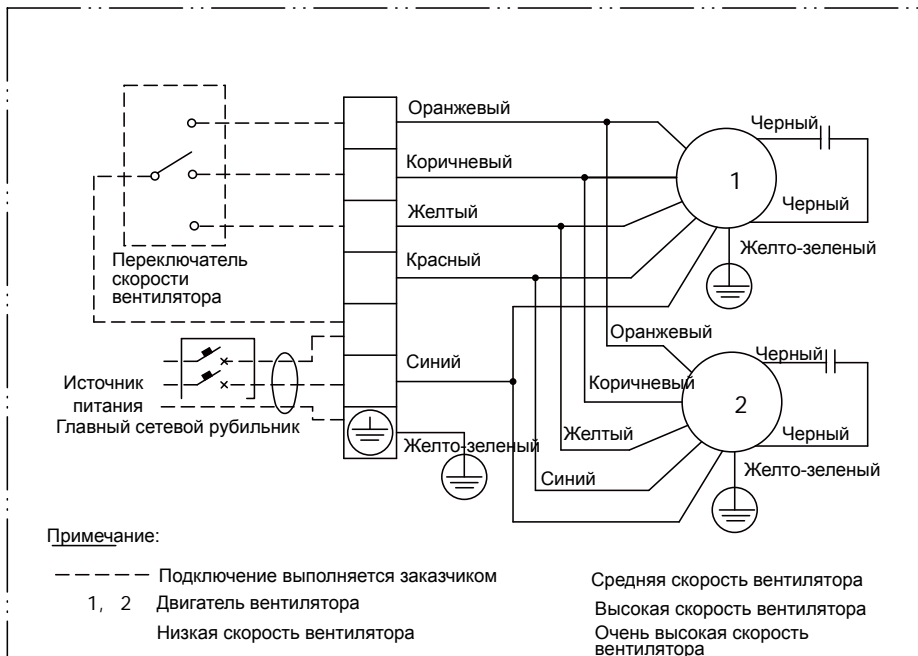 Оранжевый
Черный
Коричневый
1
Желтый
Черный
Переключатель
скорости
вентилятора
Красный
Желто-зеленый
Оранжевый
Синий
Черный
Источник
питания
Коричневый
2
Главный сетевой рубильник
Желтый
Черный
Желто-зеленый
Синий
Желто-зеленый
Примечание:
Подключение выполняется заказчиком
Средняя скорость вентилятора
1, 2 Двигатель вентилятора
Высокая скорость вентилятора
Низкая скорость вентилятора
Очень высокая скорость
вентилятора